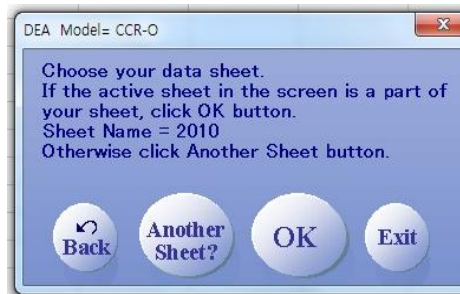 DEA Model= CCR-O
x
Choose your data sheet.
If the active sheet in the screen is a part of
your sheet, click OK button.
Sheet Name = 2010
Otherwise click Another Sheet button.
Back
Another
Sheet?
OK
Exit